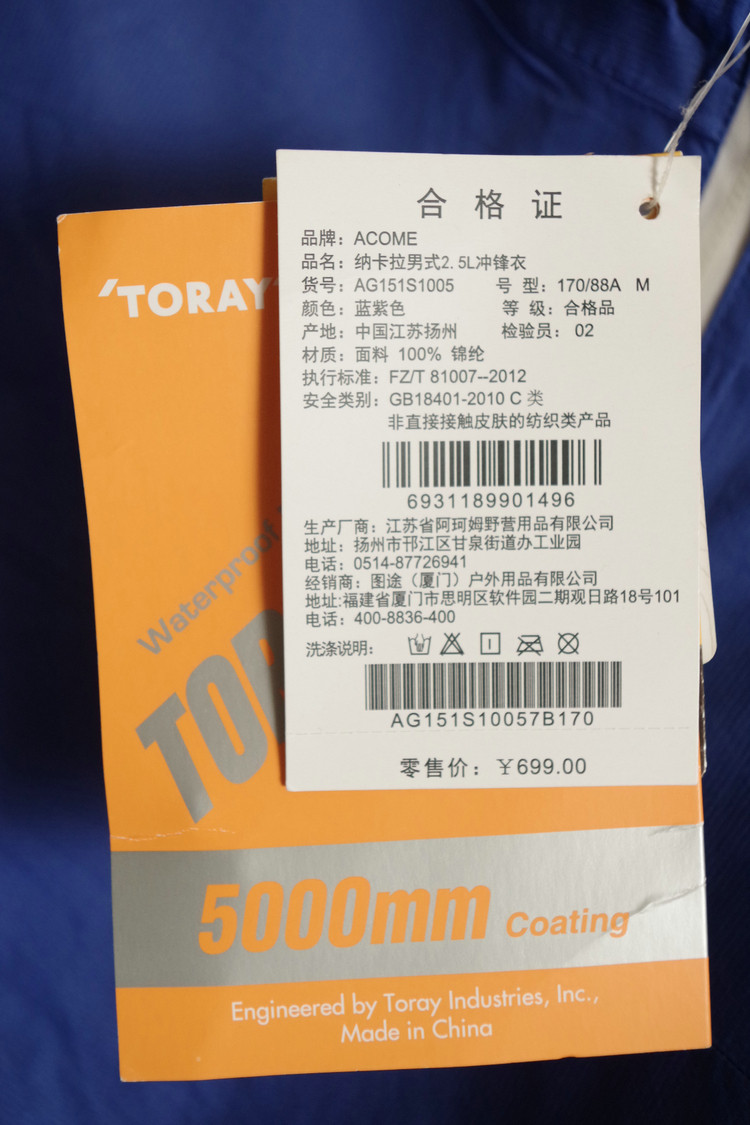 合格证
品牌：ACOME
品名：纳卡拉男式2.5L冲锋衣
货号：AG151S1005 号 型：170/88A M
颜色：蓝紫色 等 级：合格品
产地：中国江苏扬州 检验员：02
材质：面料 100% 锦纶
执行标准：FZ/T 81007--2012
安全类别：GB18401-2010 C 类
非直接接触皮肤的纺织类产品
6931189901496
生产厂商：江苏省阿珂姆野营用品有限公司
地址：扬州市邗江区甘泉街道办工业园
电话：0514-87726941
经销商：图途（厦门）户外用品有限公司
地址:福建省厦门市思明区软件园二期观日路18号101
电话：400-8836-400
洗涤说明：
AG151S10057B170
零售价：￥699.00
'TORAY'
Waterproof
5000mm Coating
Engineered by Toray Industries, Inc.,
Made in China